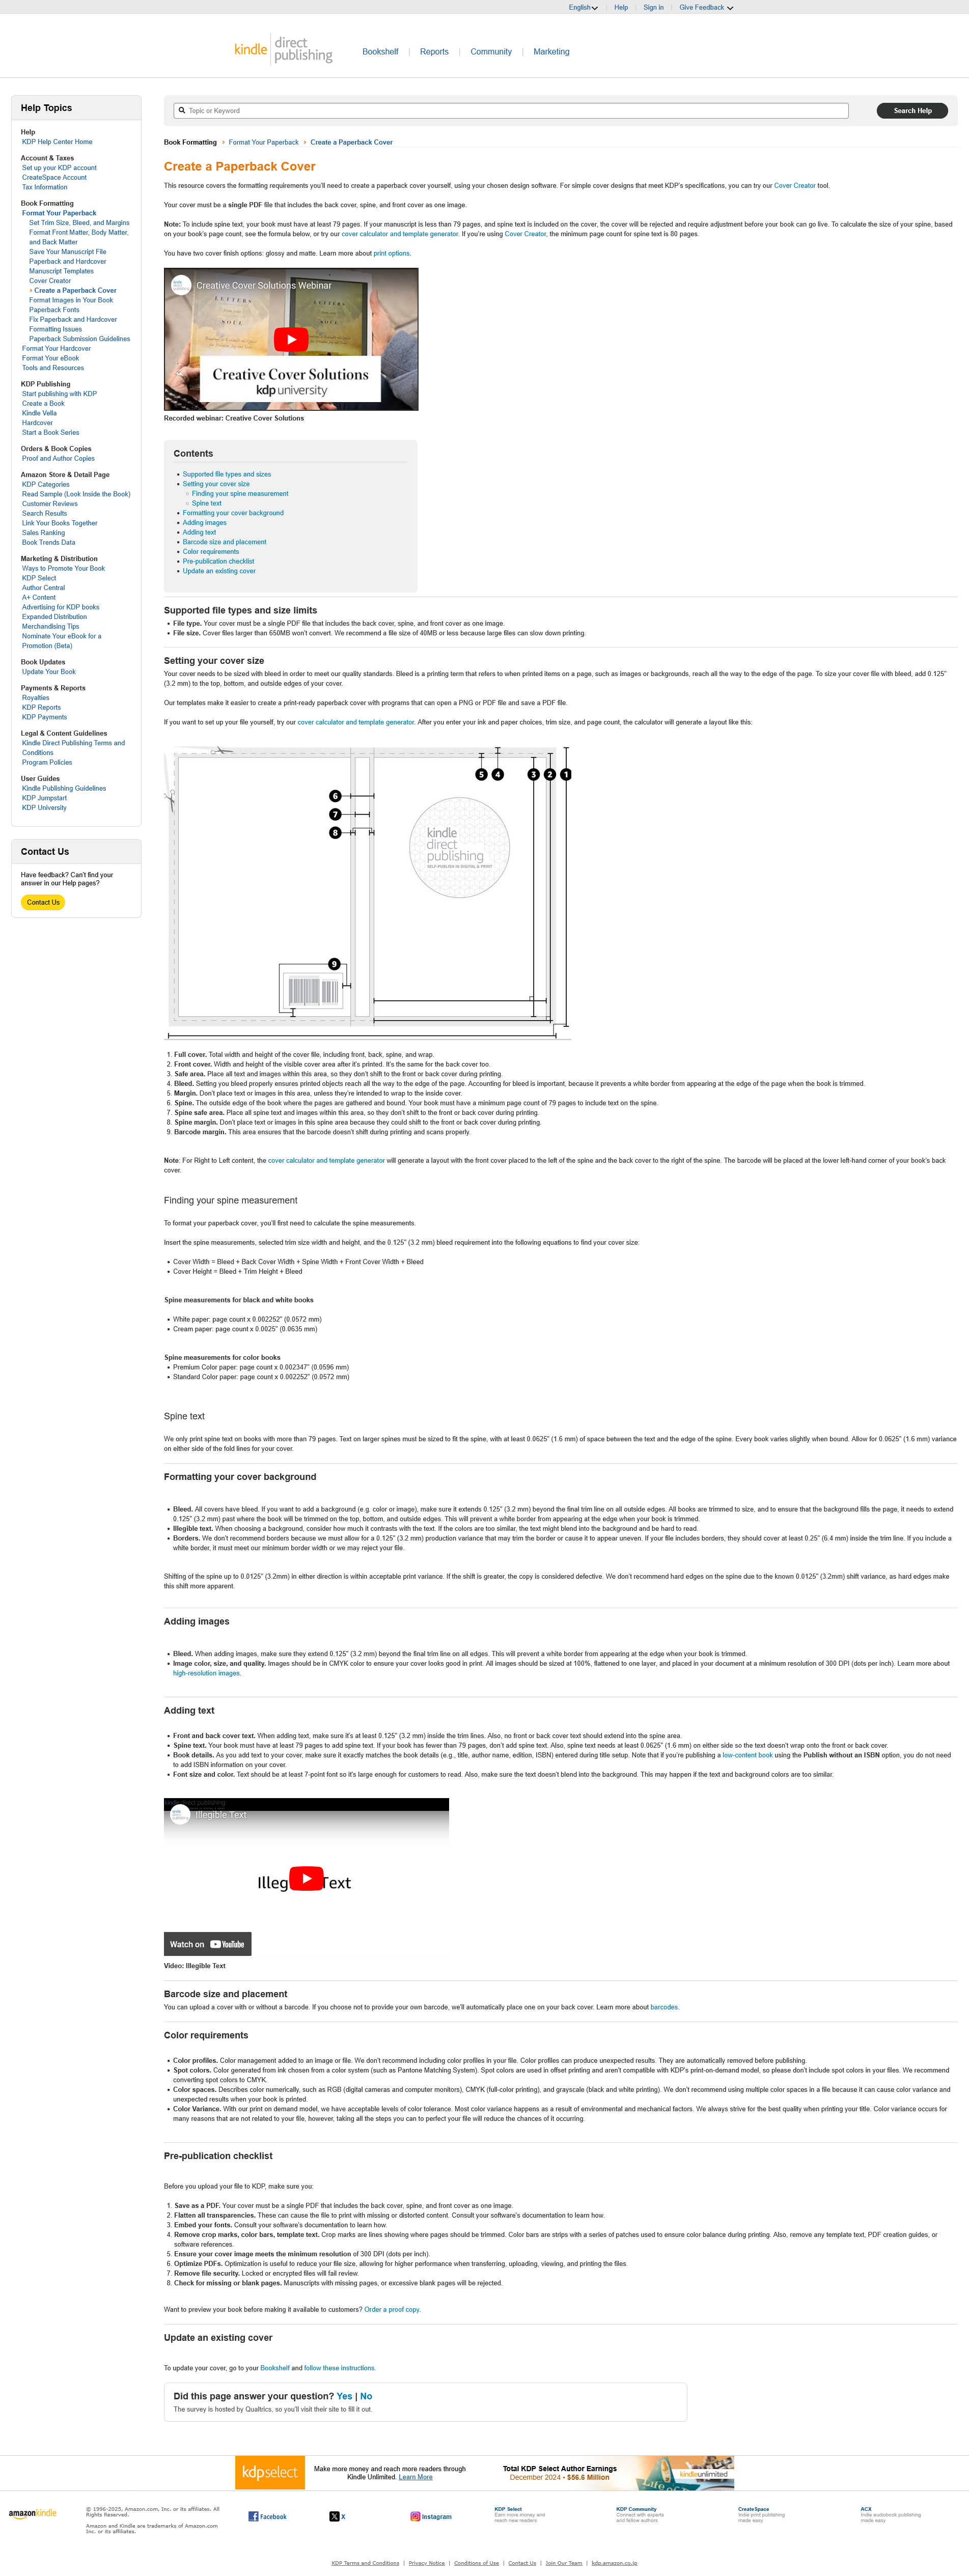 English
Help
Sign in
Give Feedback
kindle direct publishing
Bookshelf
Reports
Community
Marketing
Help Topics
Help
KDP Help Center Home
Account & Taxes
Set up your KDP account
CreateSpace Account
Tax Information
Book Formatting
Format Your Paperback
Set Trim Size, Bleed, and Margins
Format Front Matter, Body Matter,
and Back Matter
Save Your Manuscript File
Paperback and Hardcover
Manuscript Templates
Cover Creator
Create a Paperback Cover
Format Images in Your Book
Paperback Fonts
Fix Paperback and Hardcover
Formatting Issues
Paperback Submission Guidelines
Format Your Hardcover
Format Your eBook
Tools and Resources
KDP Publishing
Start publishing with KDP
Create a Book
Kindle Vella
Hardcover
Start a Book Series
Orders & Book Copies
Proof and Author Copies
Amazon Store & Detail Page
KDP Categories
Read Sample (Look Inside the Book)
Customer Reviews
Search Results
Link Your Books Together
Sales Ranking
Book Trends Data
Marketing & Distribution
Ways to Promote Your Book
KDP Select
Author Central
A+ Content
Advertising for KDP books
Expanded Distribution
Merchandising Tips
Nominate Your eBook for a
Promotion (Beta)
Book Updates
Update Your Book
Payments & Reports
Royalties
KDP Reports
KDP Payments
Legal & Content Guidelines
Kindle Direct Publishing Terms and
Conditions
Program Policies
User Guides
Kindle Publishing Guidelines
KDP Jumpstart
KDP University
Contact Us
Have feedback? Can't find your
answer in our Help pages?
Contact Us
Topic or Keyword
Search Help
Book Formatting › Format Your Paperback › Create a Paperback Cover
Create a Paperback Cover
This resource covers the formatting requirements you'll need to create a paperback cover yourself, using your chosen design software. For simple cover designs that meet KDP's specifications, you can try our Cover Creator tool.
Your cover must be a single PDF file that includes the back cover, spine, and front cover as one image.
Note: To include spine text, your book must have at least 79 pages. If your manuscript is less than 79 pages, and spine text is included on the cover, the cover will be rejected and require adjustment before your book can go live. To calculate the size of your spine, based
on your book's page count, see the formula below, or try our cover calculator and template generator. If you're using Cover Creator, the minimum page count for spine text is 80 pages.
You have two cover finish options: glossy and matte. Learn more about print options.
Creative Cover Solutions Webinar
Creative Cover Solutions
kdp university
Recorded webinar: Creative Cover Solutions
Contents
Supported file types and sizes
Setting your cover size
Finding your spine measurement
Spine text
Formatting your cover background
Adding images
Adding text
Barcode size and placement
Color requirements
Pre-publication checklist
Update an existing cover
Supported file types and size limits
File type. Your cover must be a single PDF file that includes the back cover, spine, and front cover as one image.
File size. Cover files larger than 650MB won't convert. We recommend a file size of 40MB or less because large files can slow down printing.
Setting your cover size
Your cover needs to be sized with bleed in order to meet our quality standards. Bleed is a printing term that refers to when printed items on a page, such as images or backgrounds, reach all the way to the edge of the page. To size your cover files with bleed, add 0.125"
(3.2 mm) to the top, bottom, and outside edges of your cover.
Our templates make it easier to create a print-ready paperback cover with programs that can open a PNG or PDF file and save a PDF file.
If you want to set up your file yourself, try our cover calculator and template generator. After you enter your ink and paper choices, trim size, and page count, the calculator will generate a layout like this:
5 4 3 2 1
6
7
8
kindle
direct
publishing
SELF-PUBLISH IN DIGITAL & PRINT
9
1. Full cover. Total width and height of the cover file, including front, back, spine, and wrap.
2. Front cover. Width and height of the visible cover area after it's printed. It's the same for the back cover too.
3. Safe area. Place all text and images within this area, so they don't shift to the front or back cover during printing.
4. Bleed. Setting you bleed properly ensures printed objects reach all the way to the edge of the page. Accounting for bleed is important, because it prevents a white border from appearing at the edge of the page when the book is trimmed.
5. Margin. Don't place text or images in this area, unless they're intended to wrap to the inside cover.
6. Spine. The outside edge of the book where the pages are gathered and bound. Your book must have a minimum page count of 79 pages to include text on the spine.
7. Spine safe area. Place all spine text and images within this area, so they don't shift to the front or back cover during printing.
8. Spine margin. Don't place text or images in this spine area because they could shift to the front or back cover during printing.
9. Barcode margin. This area ensures that the barcode doesn't shift during printing and scans properly.
Note: For Right to Left content, the cover calculator and template generator will generate a layout with the front cover placed to the left of the spine and the back cover to the right of the spine. The barcode will be placed at the lower left-hand corner of your book's back
cover.
Finding your spine measurement
To format your paperback cover, you'll first need to calculate the spine measurements.
Insert the spine measurements, selected trim size width and height, and the 0.125" (3.2 mm) bleed requirement into the following equations to find your cover size:
Cover Width = Bleed + Back Cover Width + Spine Width + Front Cover Width + Bleed
Cover Height = Bleed + Trim Height + Bleed
Spine measurements for black and white books
White paper: page count x 0.002252" (0.0572 mm)
Cream paper: page count x 0.0025" (0.0635 mm)
Spine measurements for color books
Premium Color paper: page count x 0.002347" (0.0596 mm)
Standard Color paper: page count x 0.002252" (0.0572 mm)
Spine text
We only print spine text on books with more than 79 pages. Text on larger spines must be sized to fit the spine, with at least 0.0625" (1.6 mm) of space between the text and the edge of the spine. Every book varies slightly when bound. Allow for 0.0625" (1.6 mm) variance
on either side of the fold lines for your cover.
Formatting your cover background
Bleed. All covers have bleed. If you want to add a background (e.g. color or image), make sure it extends 0.125" (3.2 mm) beyond the final trim line on all outside edges. All books are trimmed to size, and to ensure that the background fills the page, it needs to extend
0.125" (3.2 mm) past where the book will be trimmed on the top, bottom, and outside edges. This will prevent a white border from appearing at the edge when your book is trimmed.
Illegible text. When choosing a background, consider how much it contrasts with the text. If the colors are too similar, the text might blend into the background and be hard to read.
Borders. We don't recommend borders because we must allow for a 0.125" (3.2 mm) production variance that may trim the border or cause it to appear uneven. If your file includes borders, they should cover at least 0.25" (6.4 mm) inside the trim line. If you include a
white border, it must meet our minimum border width or we may reject your file.
Shifting of the spine up to 0.0125" (3.2mm) in either direction is within acceptable print variance. If the shift is greater, the copy is considered defective. We don't recommend hard edges on the spine due to the known 0.0125" (3.2mm) shift variance, as hard edges make
this shift more apparent.
Adding images
Bleed. When adding images, make sure they extend 0.125" (3.2 mm) beyond the final trim line on all edges. This will prevent a white border from appearing at the edge when your book is trimmed.
Image color, size, and quality. Images should be in CMYK color to ensure your cover looks good in print. All images should be sized at 100%, flattened to one layer, and placed in your document at a minimum resolution of 300 DPI (dots per inch). Learn more about
high-resolution images.
Adding text
Front and back cover text. When adding text, make sure it's at least 0.125" (3.2 mm) inside the trim lines. Also, no front or back cover text should extend into the spine area.
Spine text. Your book must have at least 79 pages to add spine text. If your book has fewer than 79 pages, don't add spine text. Also, spine text needs at least 0.0625" (1.6 mm) on either side so the text doesn't wrap onto the front or back cover.
Book details. As you add text to your cover, make sure it exactly matches the book details (e.g., title, author name, edition, ISBN) entered during title setup. Note that if you're publishing a low-content book using the Publish without an ISBN option, you do not need
to add ISBN information on your cover.
Font size and color. Text should be at least 7-point font so it's large enough for customers to read. Also, make sure the text doesn't blend into the background. This may happen if the text and background colors are too similar.
Illegible Text
Watch on YouTube
Video: Illegible Text
Barcode size and placement
You can upload a cover with or without a barcode. If you choose not to provide your own barcode, we'll automatically place one on your back cover. Learn more about barcodes.
Color requirements
Color profiles. Color management added to an image or file. We don't recommend including color profiles in your file. Color profiles can produce unexpected results. They are automatically removed before publishing.
Spot colors. Color generated from ink chosen from a color system (such as Pantone Matching System). Spot colors are used in offset printing and aren't compatible with KDP's print-on-demand model, so please don't include spot colors in your files. We recommend
converting spot colors to CMYK.
Color spaces. Describes color numerically, such as RGB (digital cameras and computer monitors), CMYK (full-color printing), and grayscale (black and white printing). We don't recommend using multiple color spaces in a file because it can cause color variance and
unexpected results when your book is printed.
Color Variance. With our print on demand model, we have acceptable levels of color tolerance. Most color variance happens as a result of environmental and mechanical factors. We always strive for the best quality when printing your title. Color variance occurs for
many reasons that are not related to your file, however, taking all the steps you can to perfect your file will reduce the chances of it occurring.
Pre-publication checklist
Before you upload your file to KDP, make sure you:
1. Save as a PDF. Your cover must be a single PDF that includes the back cover, spine, and front cover as one image.
2. Flatten all transparencies. These can cause the file to print with missing or distorted content. Consult your software's documentation to learn how.
3. Embed your fonts. Consult your software's documentation to learn how.
4. Remove crop marks, color bars, template text. Crop marks are lines showing where pages should be trimmed. Color bars are strips with a series of patches used to ensure color balance during printing. Also, remove any template text, PDF creation guides, or
software references.
5. Ensure your cover image meets the minimum resolution of 300 DPI (dots per inch).
6. Optimize PDFs. Optimization is useful to reduce your file size, allowing for higher performance when transferring, uploading, viewing, and printing the files.
7. Remove file security. Locked or encrypted files will fail review.
8. Check for missing or blank pages. Manuscripts with missing pages, or excessive blank pages will be rejected.
Want to preview your book before making it available to customers? Order a proof copy.
Update an existing cover
To update your cover, go to your Bookshelf and follow these instructions.
Did this page answer your question? Yes | No
The survey is hosted by Qualtrics, so you'll visit their site to fill it out.
kdpselect
Make more money and reach more readers through
Kindle Unlimited. Learn More
Total KDP Select Author Earnings
December 2024 • $56.6 Million
kindleunlimited
amazonkindle
© 1996-2025, Amazon.com, Inc. or its affiliates. All
Rights Reserved.
Amazon and Kindle are trademarks of Amazon.com
Inc. or its affiliates.
Facebook
X
Instagram
KDP Select
Earn more money and
reach new readers
KDP Community
Connect with experts
and fellow authors
CreateSpace
Indie print publishing
made easy
ACX
Indie audiobook publishing
made easy
KDP Terms and Conditions | Privacy Notice | Conditions of Use | Contact Us | Join Our Team | kdp.amazon.co.jp